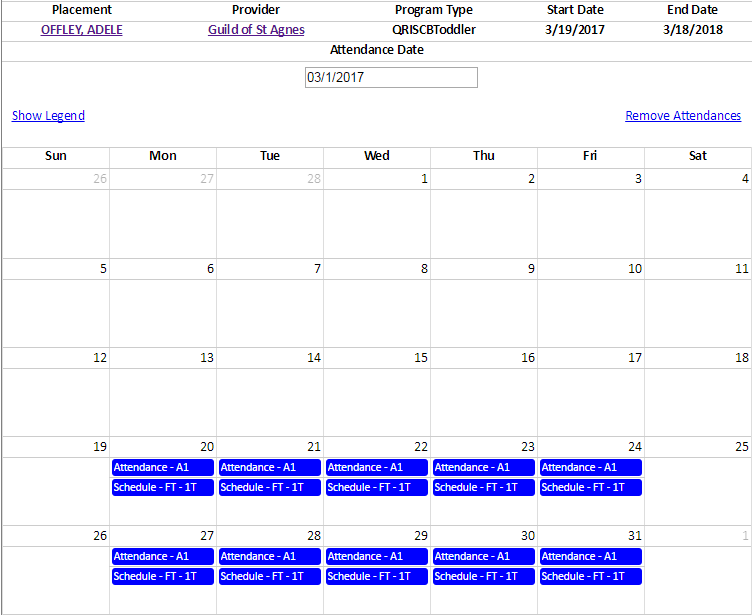 Placement Provider Program Type Start Date End Date
OFFLEY, ADELE Guild of St Agnes QRISCBToddler 3/19/2017 3/18/2018
Attendance Date
03/1/2017
Show Legend Remove Attendances
Sun Mon Tue Wed Thu Fri Sat
26 27 28 1 2 3 4
5 6 7 8 9 10 11
12 13 14 15 16 17 18
19 20 21 22 23 24 25
Attendance - A1 Attendance - A1 Attendance - A1 Attendance - A1 Attendance - A1
Schedule - FT - 1T Schedule - FT - 1T Schedule - FT - 1T Schedule - FT - 1T Schedule - FT - 1T
26 27 28 29 30 31 1
Attendance - A1 Attendance - A1 Attendance - A1 Attendance - A1 Attendance - A1
Schedule - FT - 1T Schedule - FT - 1T Schedule - FT - 1T Schedule - FT - 1T Schedule - FT - 1T